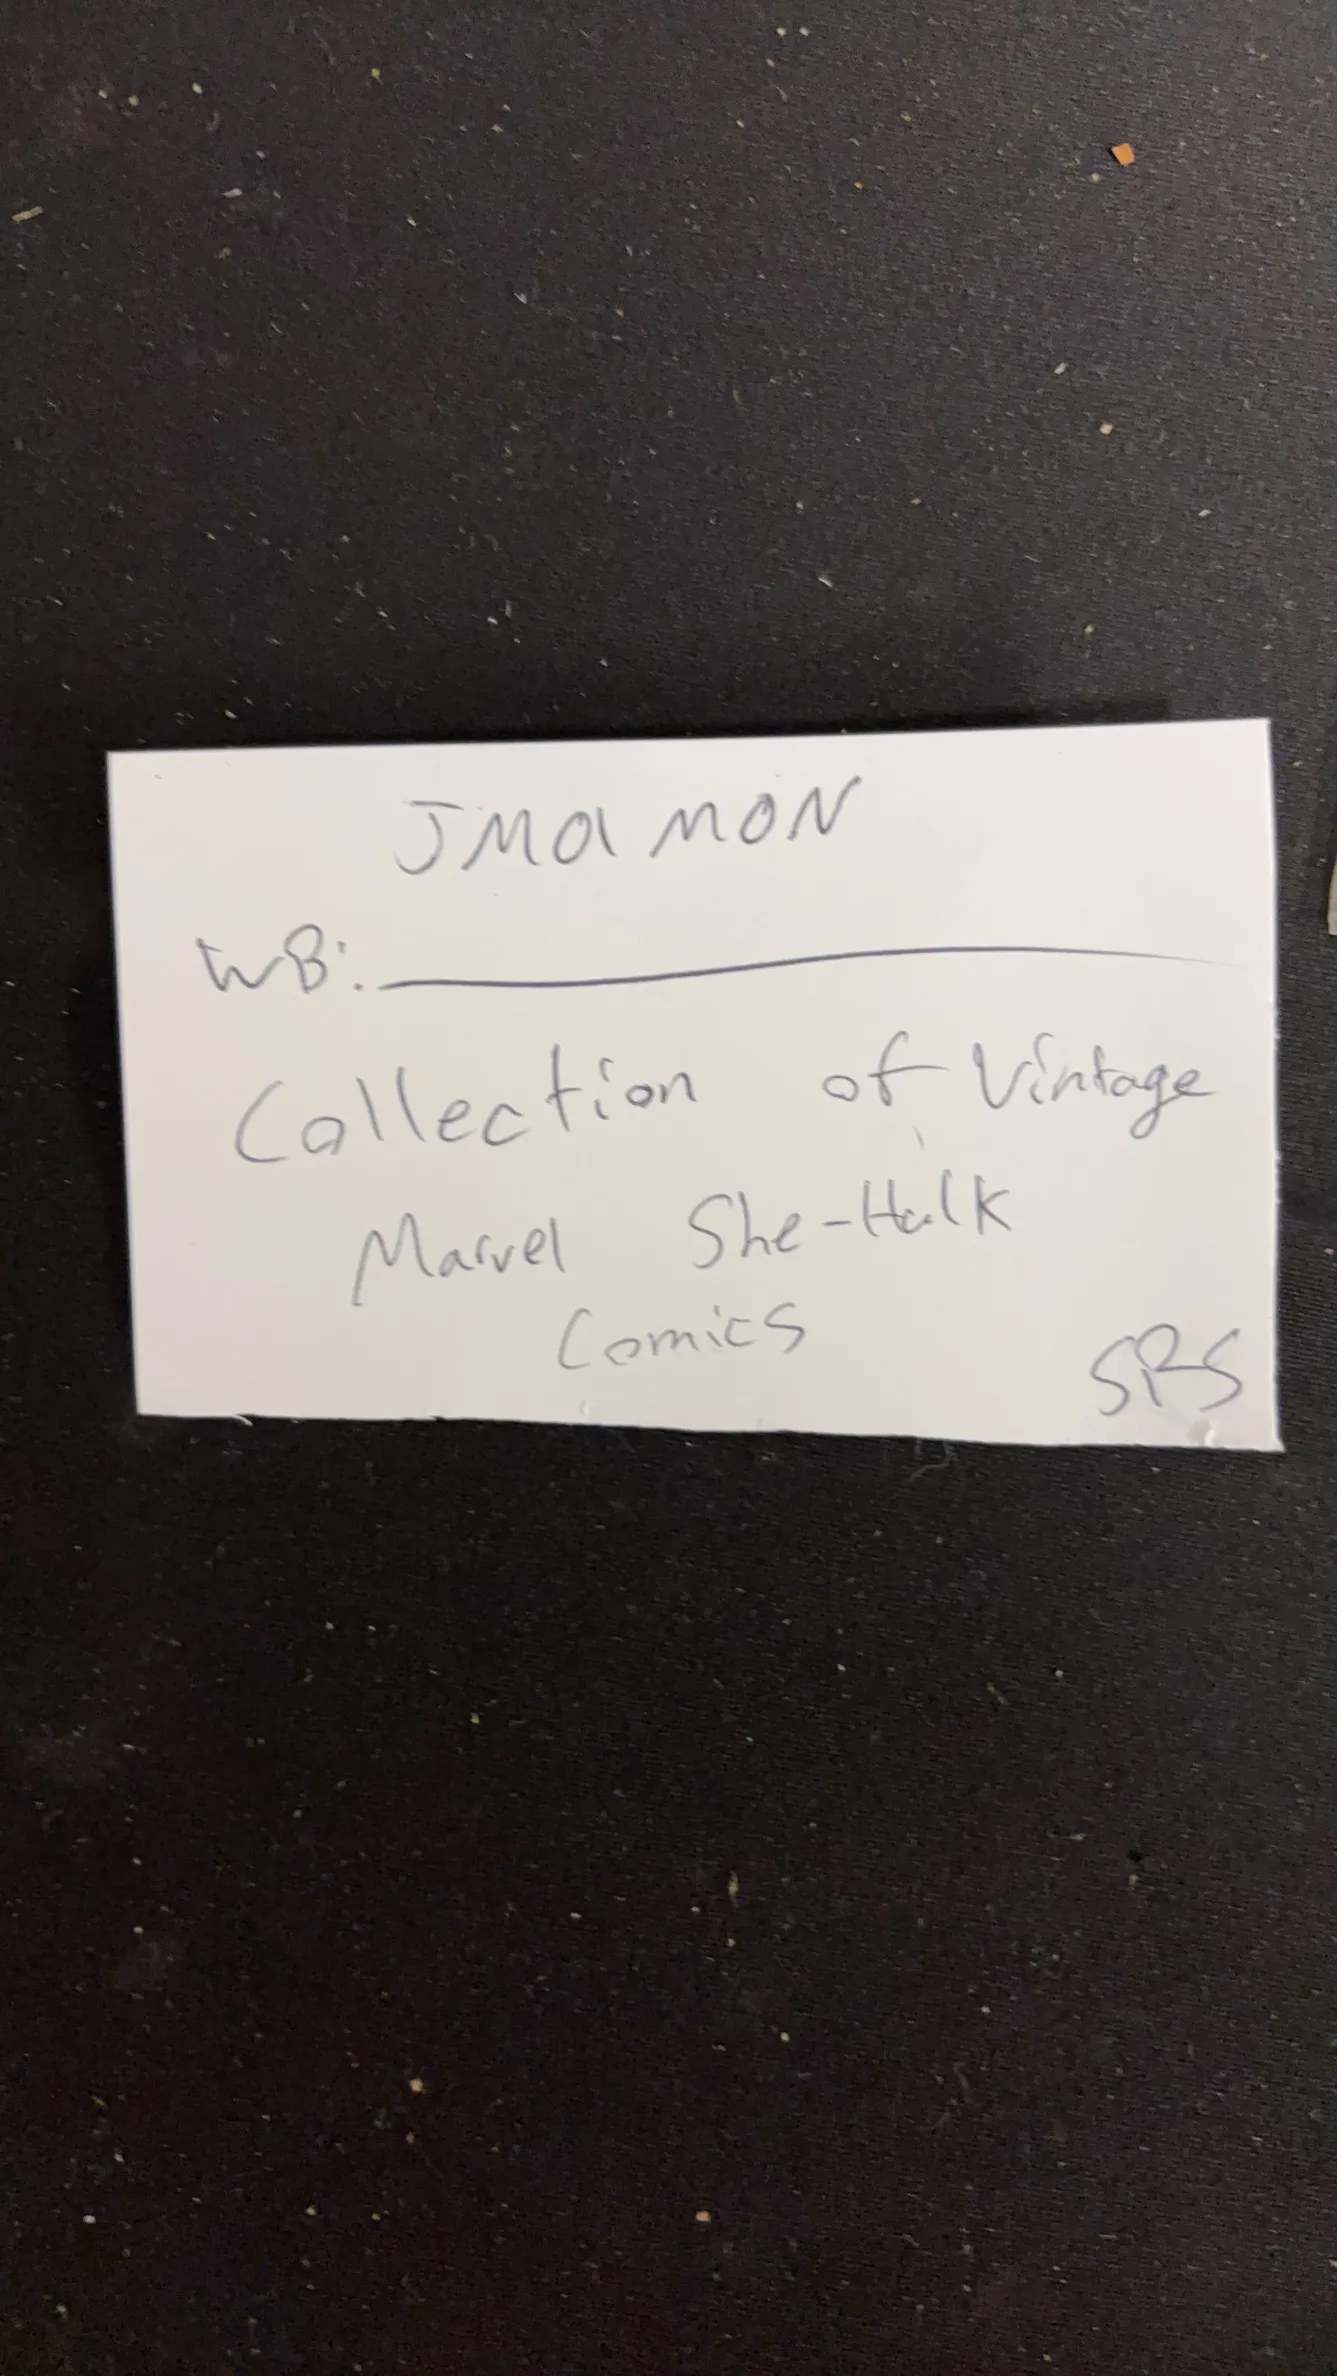 JMaMON
WB: 
Collection of Vintage
Marvel She-Hulk
Comics
SRS